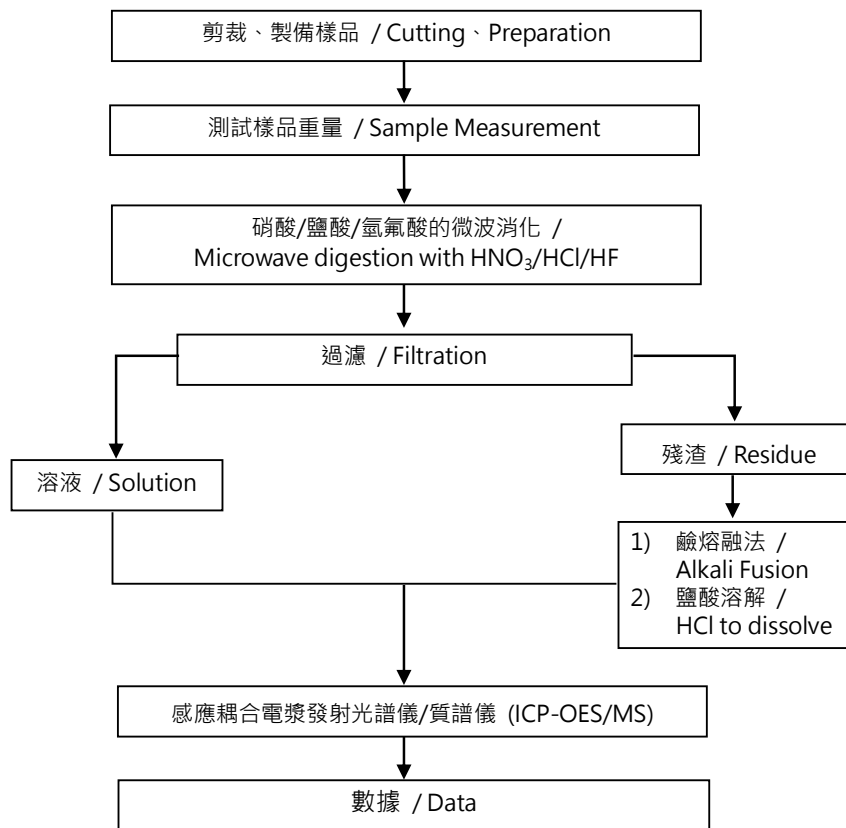 剪裁、製備樣品 / Cutting、Preparation
測試樣品重量 / Sample Measurement
硝酸/鹽酸/氫氟酸的微波消化 /
Microwave digestion with HNO₃/HCl/HF
過濾 / Filtration
溶液 / Solution
殘渣 / Residue
1) 鹼熔融法 /
Alkali Fusion
2) 鹽酸溶解 /
HCl to dissolve
感應耦合電漿發射光譜儀/質譜儀 (ICP-OES/MS)
數據 / Data